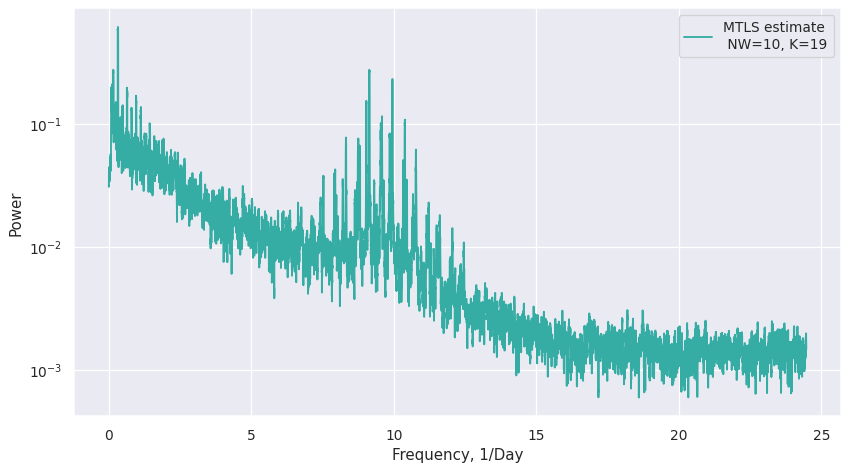 MTLS estimate
NW=10, K=19
Power
10⁻¹
10⁻²
10⁻³
0 5 10 15 20 25
Frequency, 1/Day